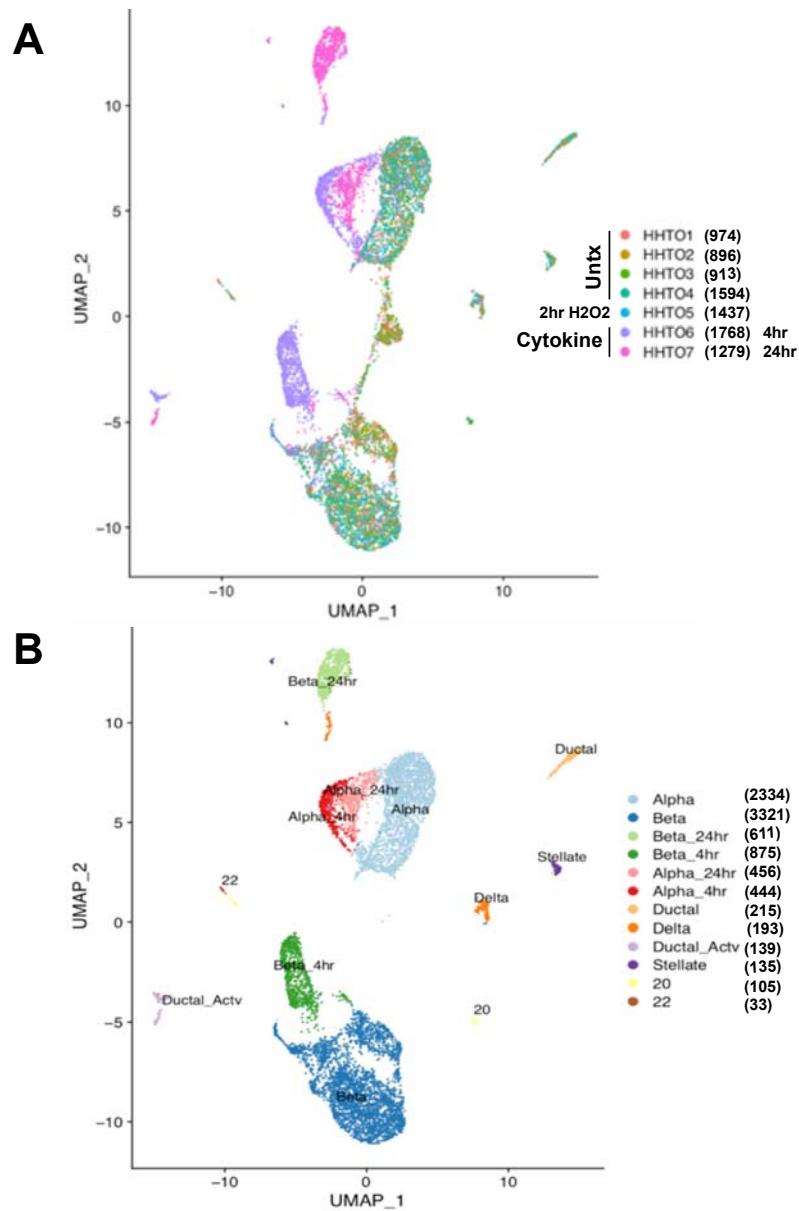 A
10
5
0
−5
−10
UMAP_2
−10
0
10
UMAP_1
Untx
HHTO1 (974)
HHTO2 (896)
HHTO3 (913)
HHTO4 (1594)
2hr H2O2 HHTO5 (1437)
Cytokine
HHTO6 (1768) 4hr
HHTO7 (1279) 24hr
B
Beta_24hr
10
Ductal
Alpha_24hr
Alpha_4hr
Alpha
5
Stellate
22
Delta
0
Beta_4hr
Ductal_Actv
20
−5
Beta
−10
UMAP_2
−10
0
10
UMAP_1
Alpha (2334)
Beta (3321)
Beta_24hr (611)
Beta_4hr (875)
Alpha_24hr (456)
Alpha_4hr (444)
Ductal (215)
Delta (193)
Ductal_Actv (139)
Stellate (135)
20 (105)
22 (33)